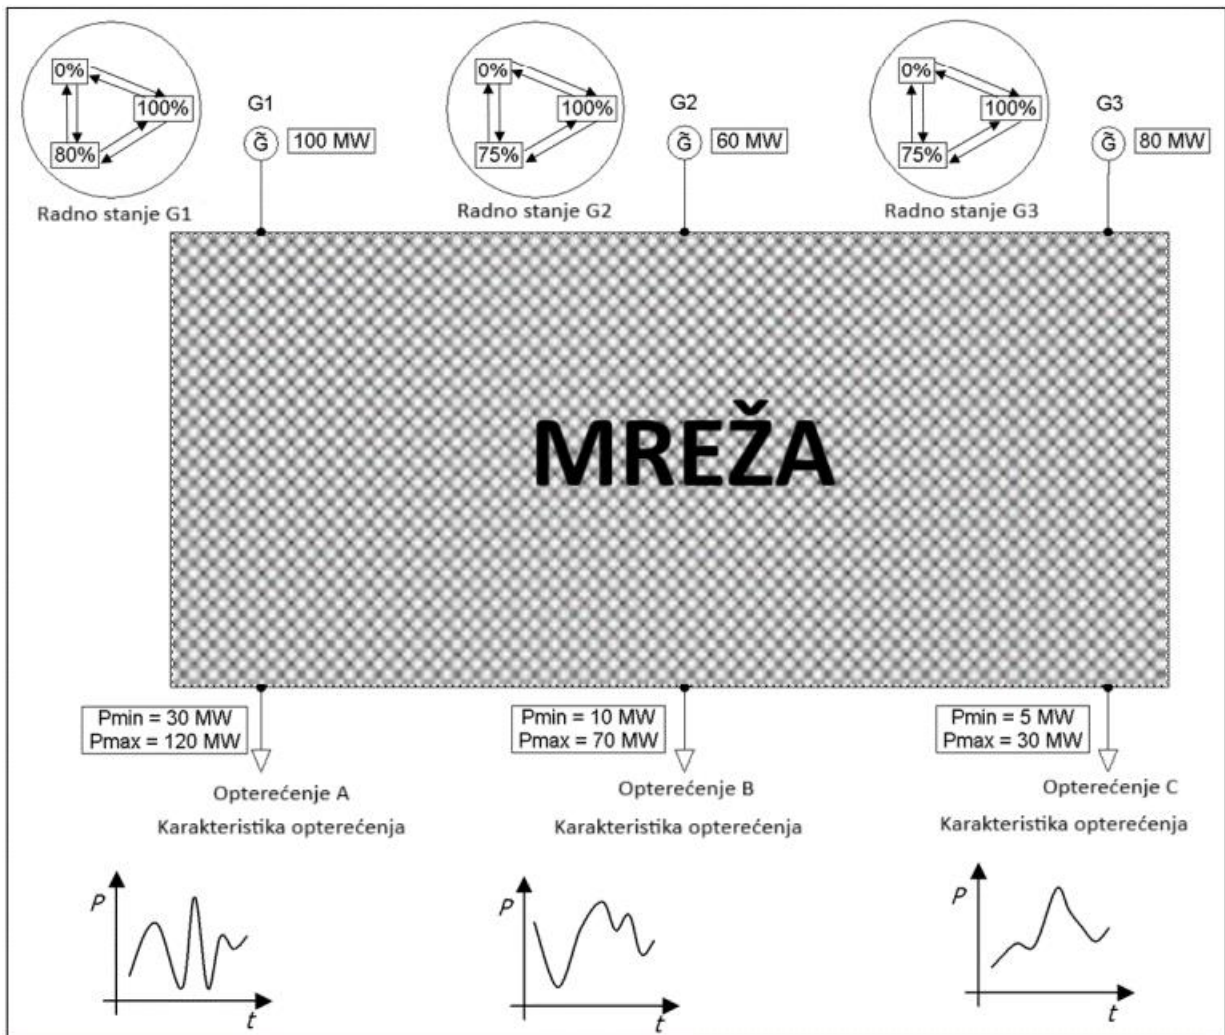 0%
100%
80%
Radno stanje G1
G1
G̃
100 MW
0%
100%
75%
Radno stanje G2
G2
G̃
60 MW
0%
100%
75%
Radno stanje G3
G3
G̃
80 MW
MREŽA
Pmin = 30 MW
Pmax = 120 MW
Opterećenje A
Karakteristika opterećenja
Pmin = 10 MW
Pmax = 70 MW
Opterećenje B
Karakteristika opterećenja
Pmin = 5 MW
Pmax = 30 MW
Opterećenje C
Karakteristika opterećenja
P
t
P
t
P
t